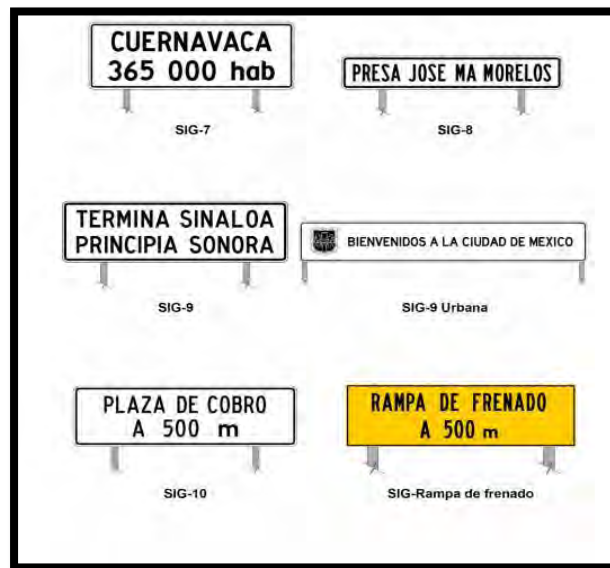 CUERNAVACA
365 000 hab
SIG-7
PRESA JOSE MA MORELOS
SIG-8
TERMINA SINALOA
PRINCIPIA SONORA
SIG-9
BIENVENIDOS A LA CIUDAD DE MEXICO
SIG-9 Urbana
PLAZA DE COBRO
A 500 m
SIG-10
RAMPA DE FRENADO
A 500 m
SIG-Rampa de frenado